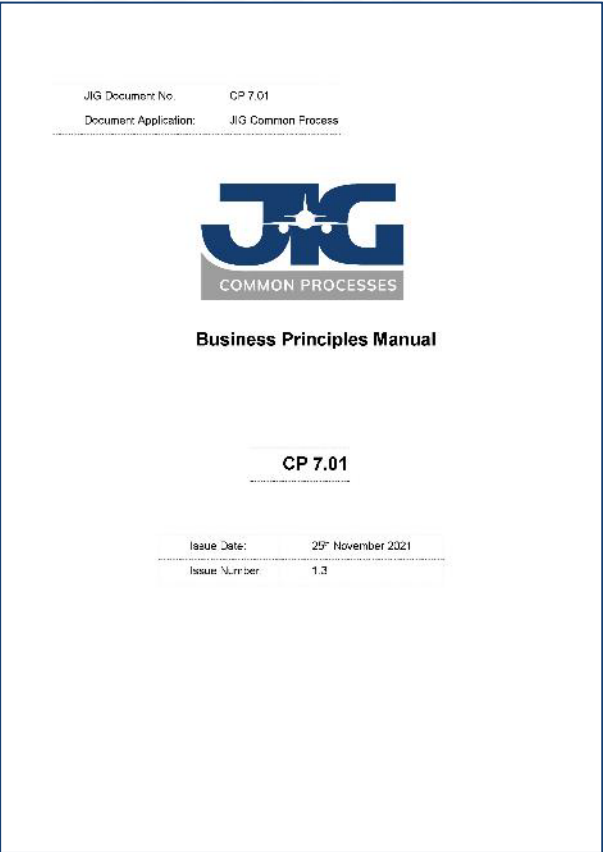 JIG Document No. CP 7.01
Document Application: JIG Common Process
JIG
COMMON PROCESSES
Business Principles Manual
CP 7.01
Issue Date: 25th November 2021
Issue Number: 1.3